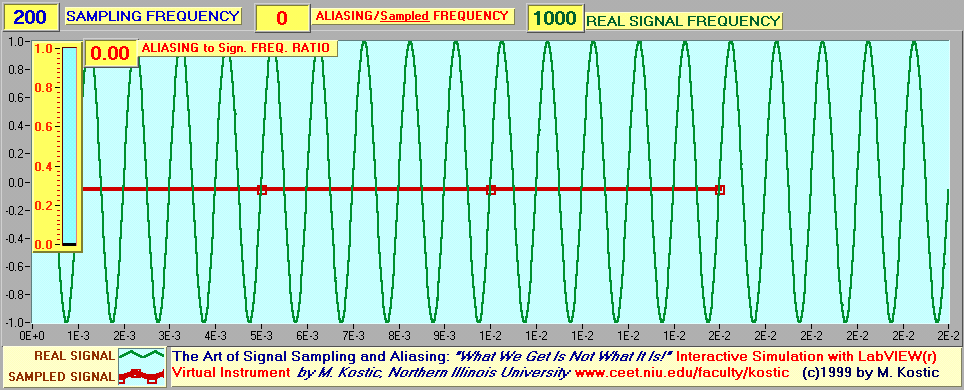 200 SAMPLING FREQUENCY 0 ALIASING/Sampled FREQUENCY 1000 REAL SIGNAL FREQUENCY
0.00 ALIASING to Sign. FREQ. RATIO
1.0
0.8
0.6
0.4
0.2
0.0
1.0
0.8
0.6
0.4
0.2
0.0
-0.2
-0.4
-0.6
-0.8
-1.0
0E+0 1E-3 2E-3 3E-3 4E-3 5E-3 6E-3 7E-3 8E-3 9E-3 1E-2 1E-2 1E-2 1E-2 1E-2 2E-2 2E-2 2E-2 2E-2 2E-2 2E-2
REAL SIGNAL
SAMPLED SIGNAL
The Art of Signal Sampling and Aliasing: "What We Get Is Not What It Is!" Interactive Simulation with LabVIEW(r)
Virtual Instrument by M. Kostic, Northern Illinois University www.ceet.niu.edu/faculty/kostic (c)1999 by M. Kostic